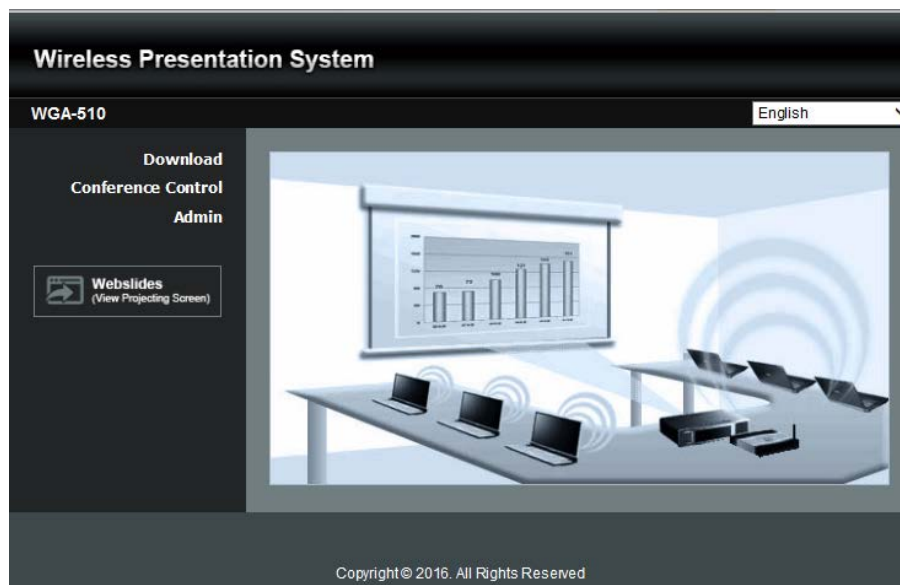 Wireless Presentation System
WGA-510
English
Download
Conference Control
Admin
Webslides
(View Projecting Screen)
Copyright© 2016. All Rights Reserved